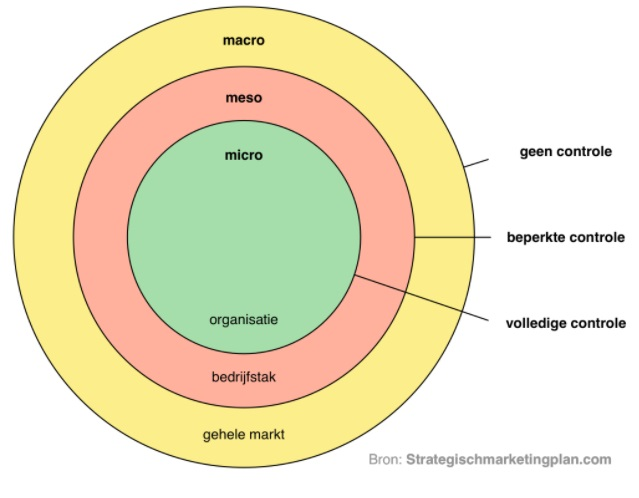 macro
meso
micro
geen controle
beperkte controle
volledige controle
organisatie
bedrijfstak
gehele markt
Bron: Strategischmarketingplan.com